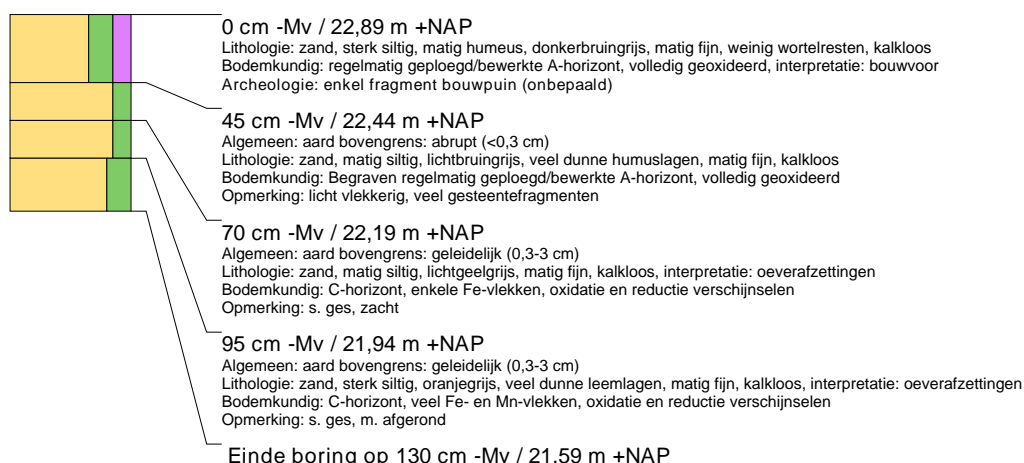 0 cm -Mv / 22,89 m +NAP
Lithologie: zand, sterk siltig, matig humeus, donkerbruingrijs, matig fijn, weinig wortelresten, kalkloos
Bodemkundig: regelmatig geploegd/bewerkte A-horizont, volledig geoxideerd, interpretatie: bouwvoor
Archeologie: enkel fragment bouwpuin (onbepaald)
45 cm -Mv / 22,44 m +NAP
Algemeen: aard bovengrens: abrupt (<0,3 cm)
Lithologie: zand, matig siltig, lichtbruingrijs, veel dunne humuslagen, matig fijn, kalkloos
Bodemkundig: Begraven regelmatig geploegd/bewerkte A-horizont, volledig geoxideerd
Opmerking: licht vlekkerig, veel gesteentefragmenten
70 cm -Mv / 22,19 m +NAP
Algemeen: aard bovengrens: geleidelijk (0,3-3 cm)
Lithologie: zand, matig siltig, lichtgeelgrijs, matig fijn, kalkloos, interpretatie: oeverafzettingen
Bodemkundig: C-horizont, enkele Fe-vlekken, oxidatie en reductie verschijnselen
Opmerking: s. ges, zacht
95 cm -Mv / 21,94 m +NAP
Algemeen: aard bovengrens: geleidelijk (0,3-3 cm)
Lithologie: zand, sterk siltig, oranjegrijs, veel dunne leemlagen, matig fijn, kalkloos, interpretatie: oeverafzettingen
Bodemkundig: C-horizont, veel Fe- en Mn-vlekken, oxidatie en reductie verschijnselen
Opmerking: s. ges, m. afgerond
Einde boring op 130 cm -Mv / 21,59 m +NAP